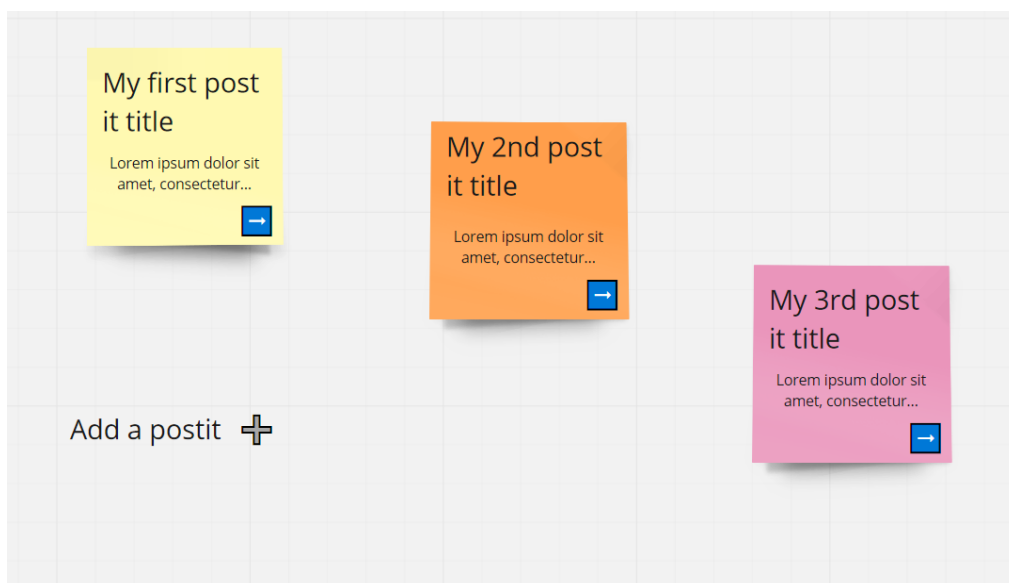 My first post
it title
Lorem ipsum dolor sit
amet, consectetur...
My 2nd post
it title
Lorem ipsum dolor sit
amet, consectetur...
My 3rd post
it title
Lorem ipsum dolor sit
amet, consectetur...
Add a postit